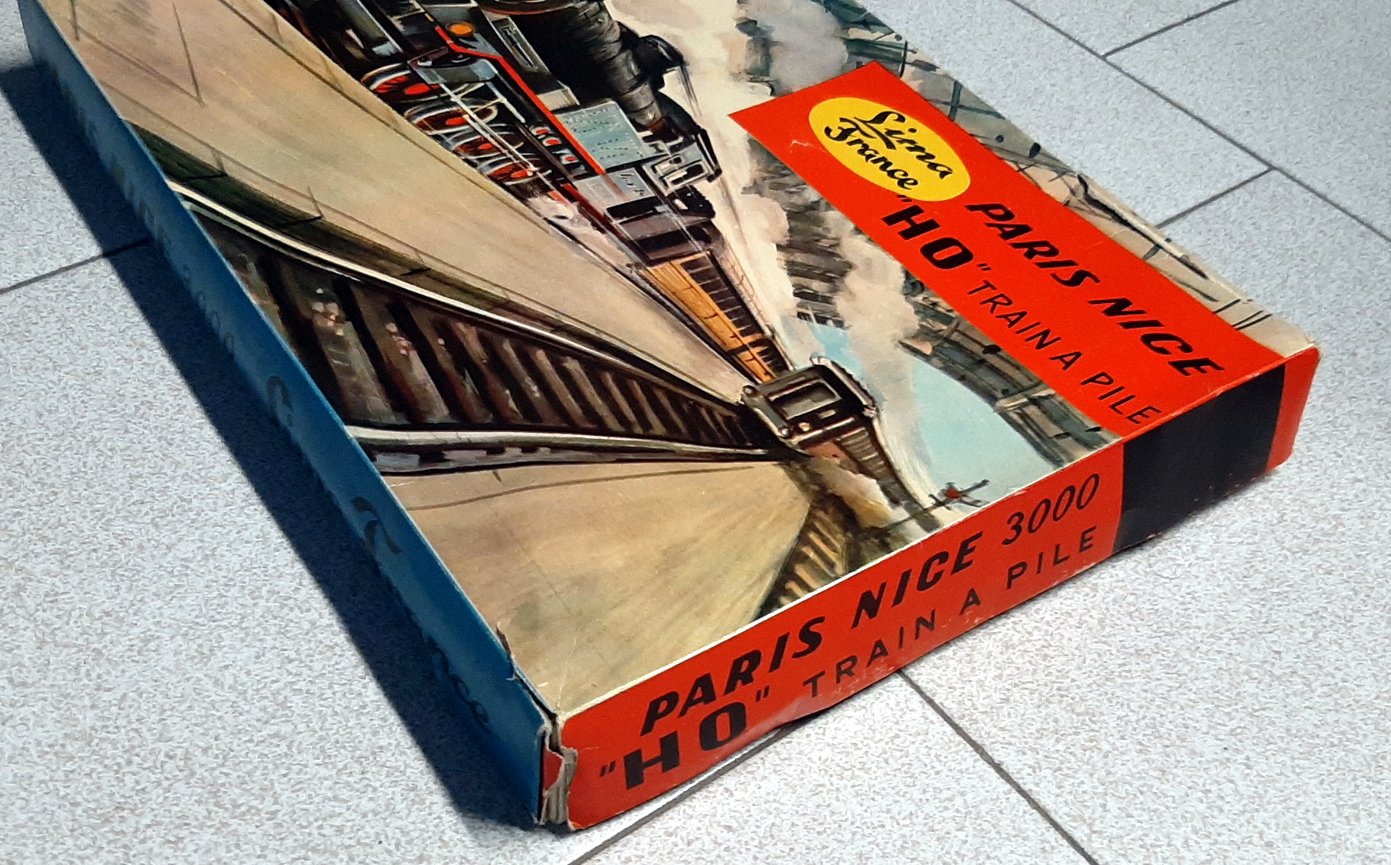 Lima
France
PARIS NICE
"HO" TRAIN A PILE
PARIS NICE 3000
"HO" TRAIN A PILE